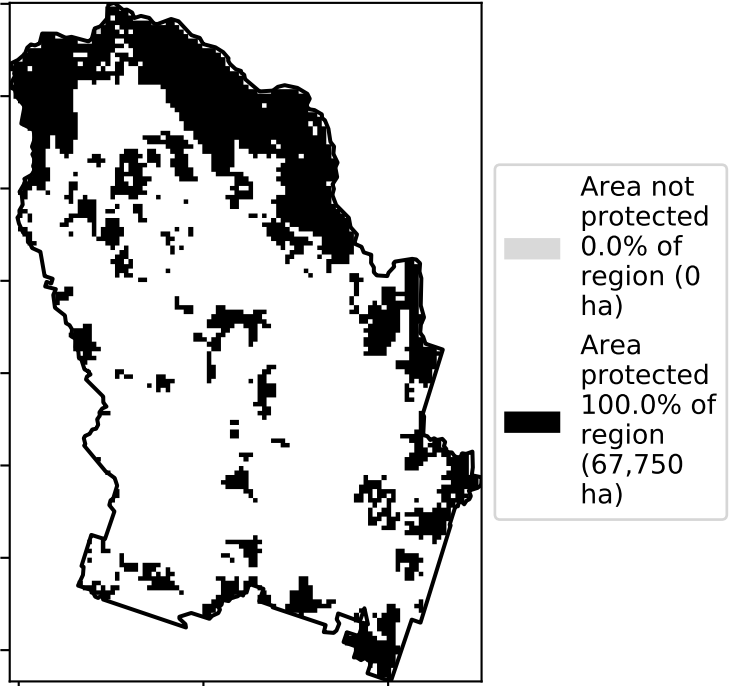 Area not
protected
0.0% of
region (0
ha)
Area
protected
100.0% of
region
(67,750
ha)